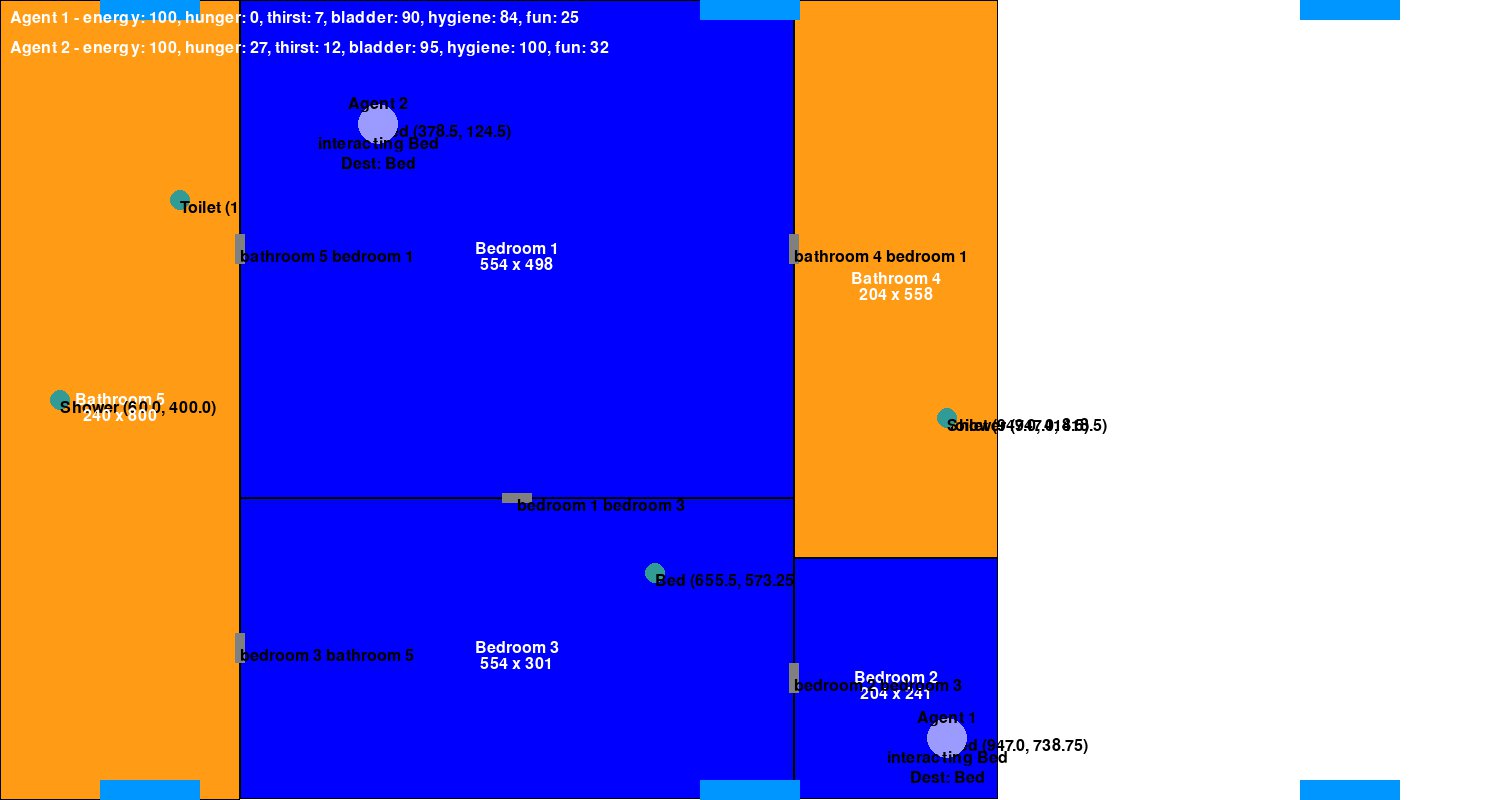 Agent 1 - energy: 100, hunger: 0, thirst: 7, bladder: 90, hygiene: 84, fun: 25
Agent 2 - energy: 100, hunger: 27, thirst: 12, bladder: 95, hygiene: 100, fun: 32
Agent 2
(378.5, 124.5)
interacting Bed
Dest: Bed
Toilet (1
bathroom 5 bedroom 1
Bedroom 1
554 x 498
bathroom 4 bedroom 1
Bathroom 4
204 x 558
Bathroom 5
240 x 800
Shower (60.0, 400.0)
bedroom 1 bedroom 3
Bed (655.5, 573.25
Bedroom 3
554 x 301
bedroom 3 bathroom 5
Bedroom 2
204 x 241
bedroom 2 bedroom 3
Agent 1
(947.0, 738.75)
interacting Bed
Dest: Bed